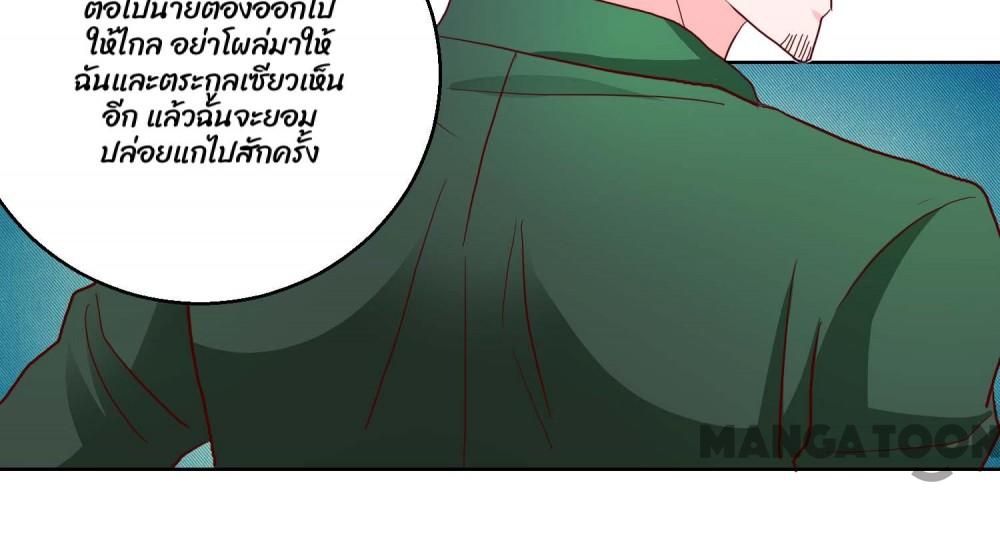 ต่อไปนายต้องออกไป
ให้ไกล อย่าโผล่มาให้
ฉันและตระกูลเซียวเห็น
อีก แล้วฉันจะยอม
ปล่อยแกไปสักครั้ง
MANGATOON